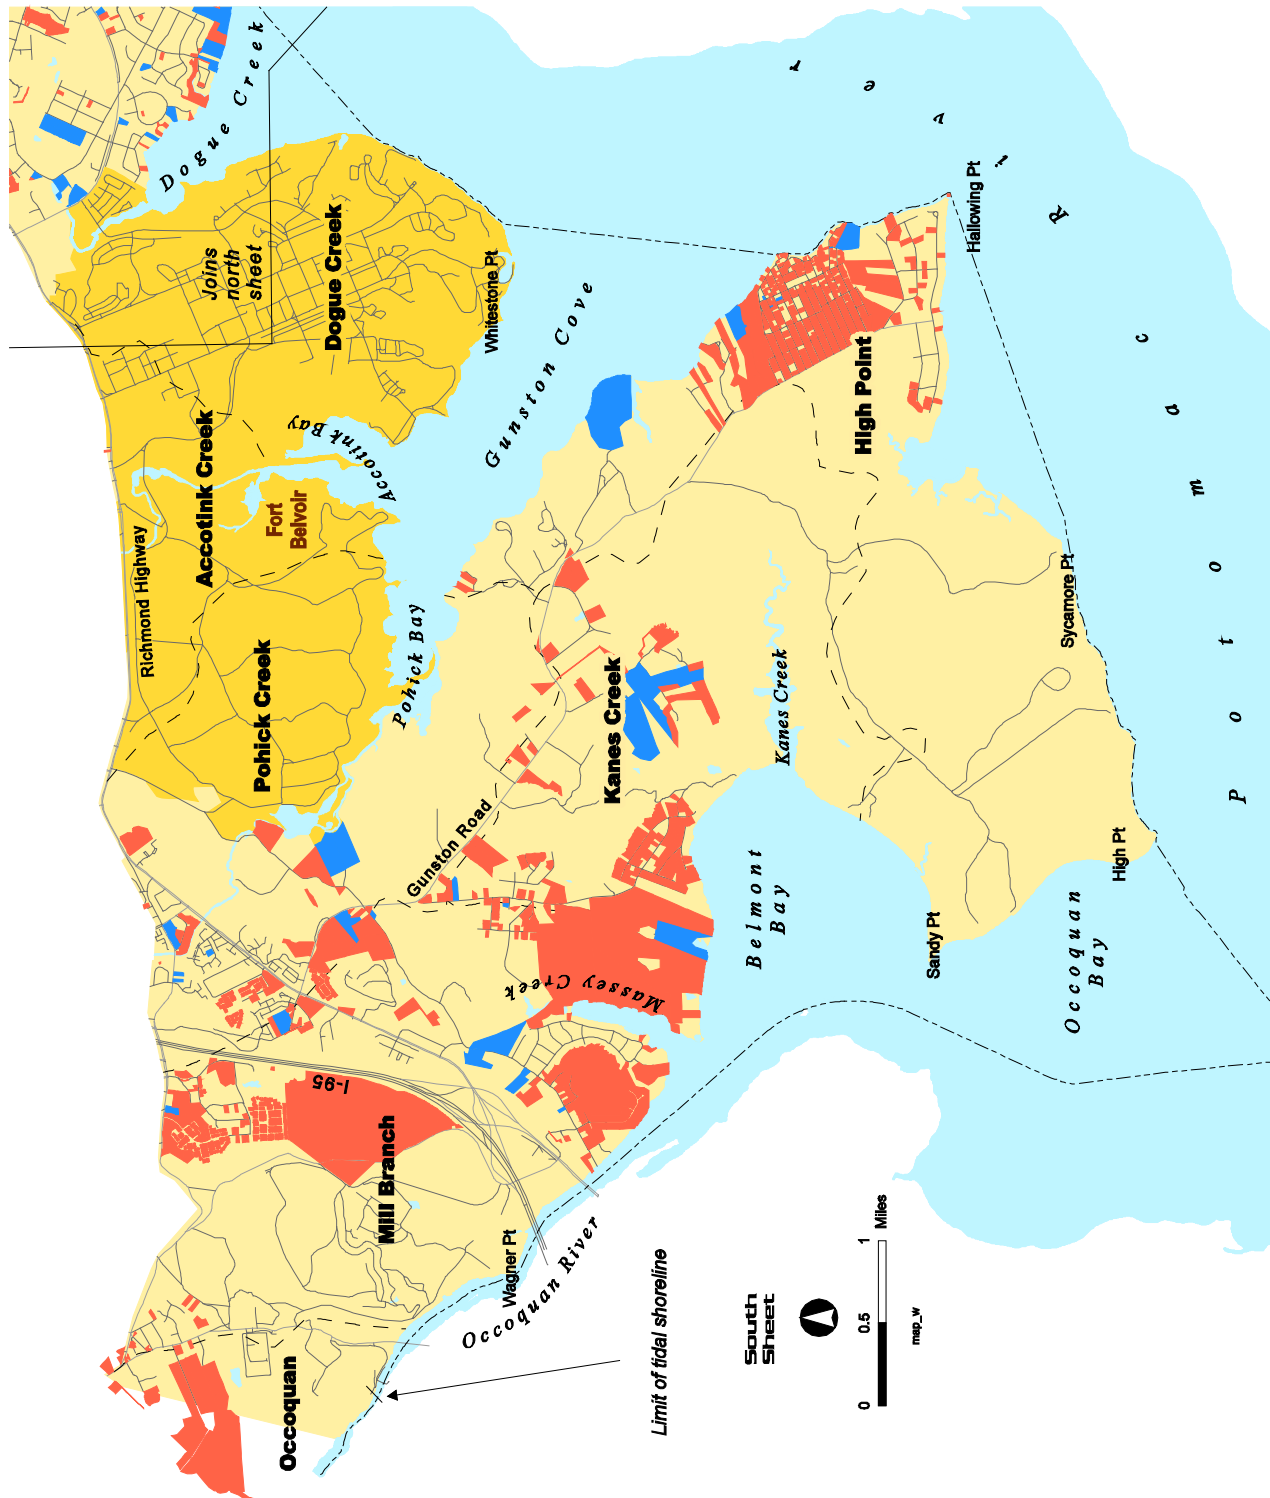 Dogue Creek
Joins
north
sheet
Dogue Creek
Whitestone Pt
Gunston Cove
Accotink Bay
Accotink Creek
Fort
Belvoir
Richmond Highway
Pohick Creek
Pohick Bay
Kanes Creek
Kanes Creek
Gunston Road
High Point
Hallowing Pt
Sycamore Pt
Potomac River
High Pt
Sandy Pt
Belmont
Bay
Occoquan
Bay
Massey Creek
I-95
Mill Branch
Wagner Pt
Occoquan River
Occoquan
Limit of tidal shoreline
South
Sheet
0 0.5 1 Miles
map_w